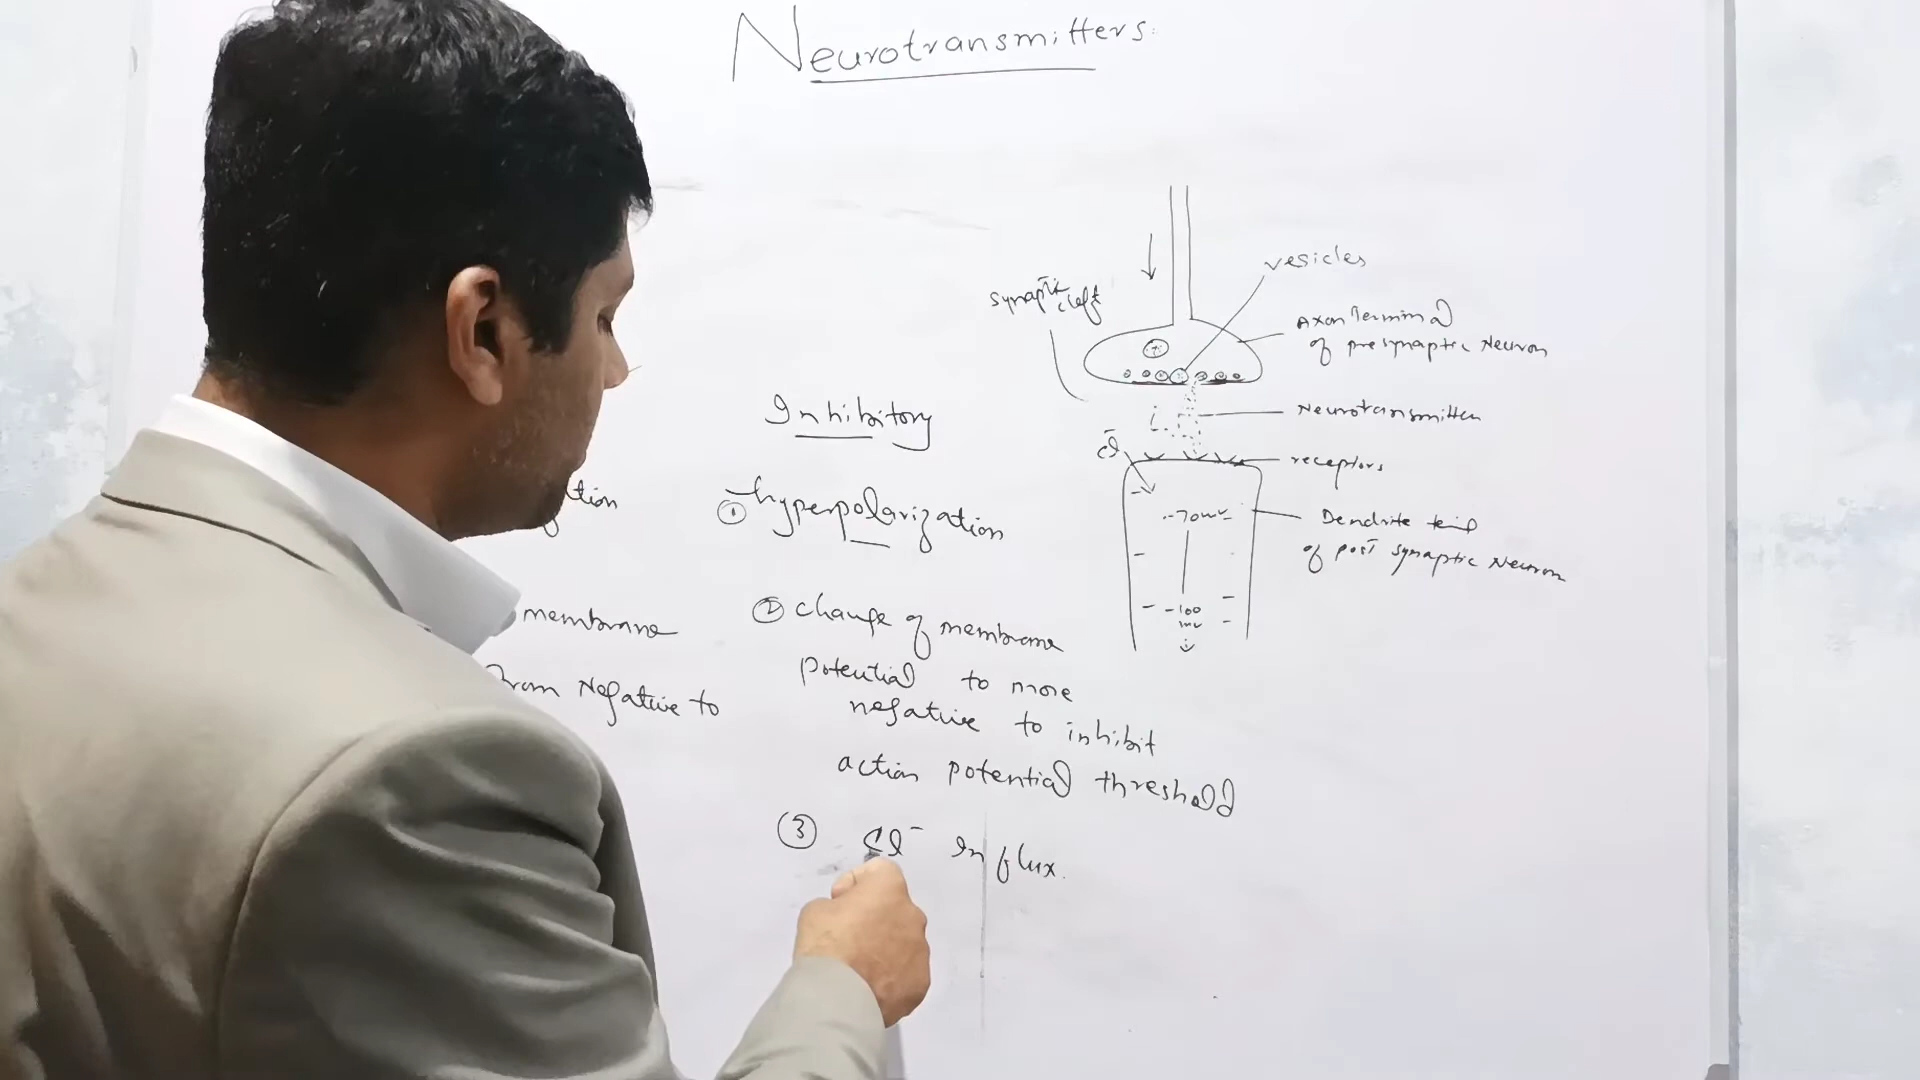 Neurotransmitters.
vesicles
synaptic cleft
Axon Terminal
of presynaptic Neuron
Neurotransmitter
Cl⁻
receptors
-70mv
Dendrite
of post synaptic Neuron
-100
mv
tion
membrane
from Negative to
Inhibitory
① hyperpolarization
② change of membrane
potential to more
negative to inhibit
action potential threshold
③ Cl⁻ Influx.